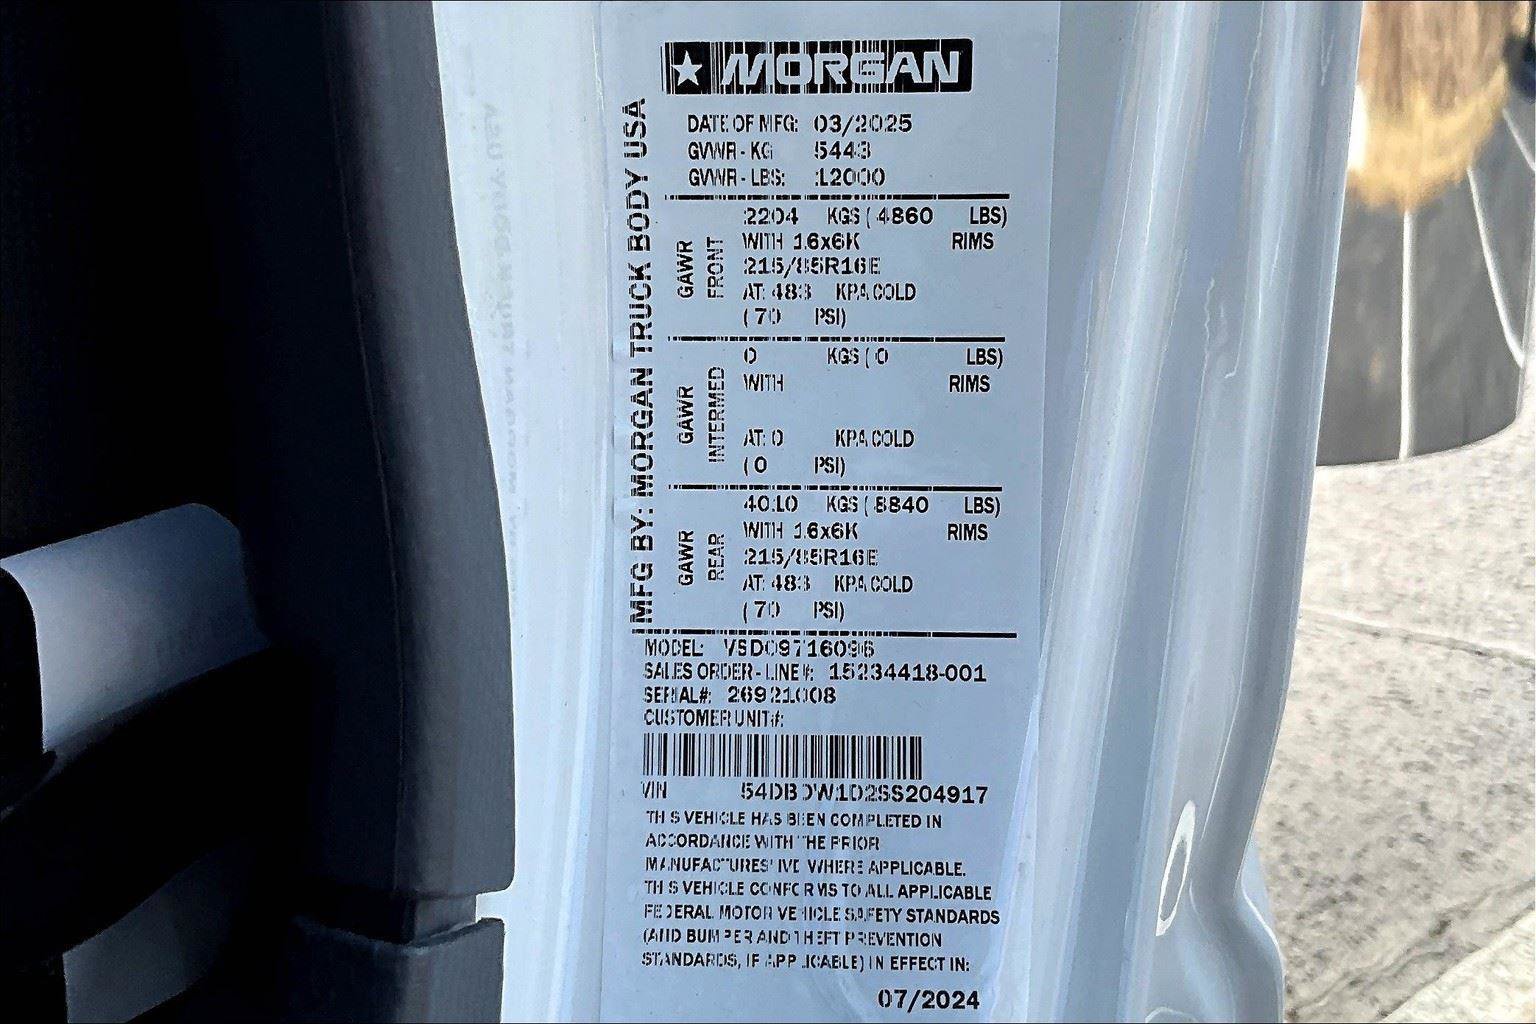 MORGAN
MFG BY: MORGAN TRUCK BODY USA
DATE OF MFG: 03/2025
GVWR - KG 5443
GVWR - LBS: 12000
GAWR FRONT
2204 KGS ( 4860 LBS)
WITH 16x6K RIMS
215/85R16E
AT: 483 KPA COLD
( 70 PSI)
GAWR INTERMED
0 KGS ( 0 LBS)
WITH RIMS
AT: 0 KPA COLD
( 0 PSI)
GAWR REAR
4010 KGS ( 8840 LBS)
WITH 16x6K RIMS
215/85R16E
AT: 483 KPA COLD
( 70 PSI)
MODEL: VSD09716096
SALES ORDER - LINE #: 15234418-001
SERIAL#: 26921008
CUSTOMER UNIT#:
VIN 54DBDW1D2SS204917
THIS VEHICLE HAS BEEN COMPLETED IN
ACCORDANCE WITH THE PRIOR
MANUFACTURES' IVD WHERE APPLICABLE.
THIS VEHICLE CONFORMS TO ALL APPLICABLE
FEDERAL MOTOR VEHICLE SAFETY STANDARDS
(AND BUMPER AND THEFT PREVENTION
STANDARDS, IF APPLICABLE) IN EFFECT IN:
07/2024